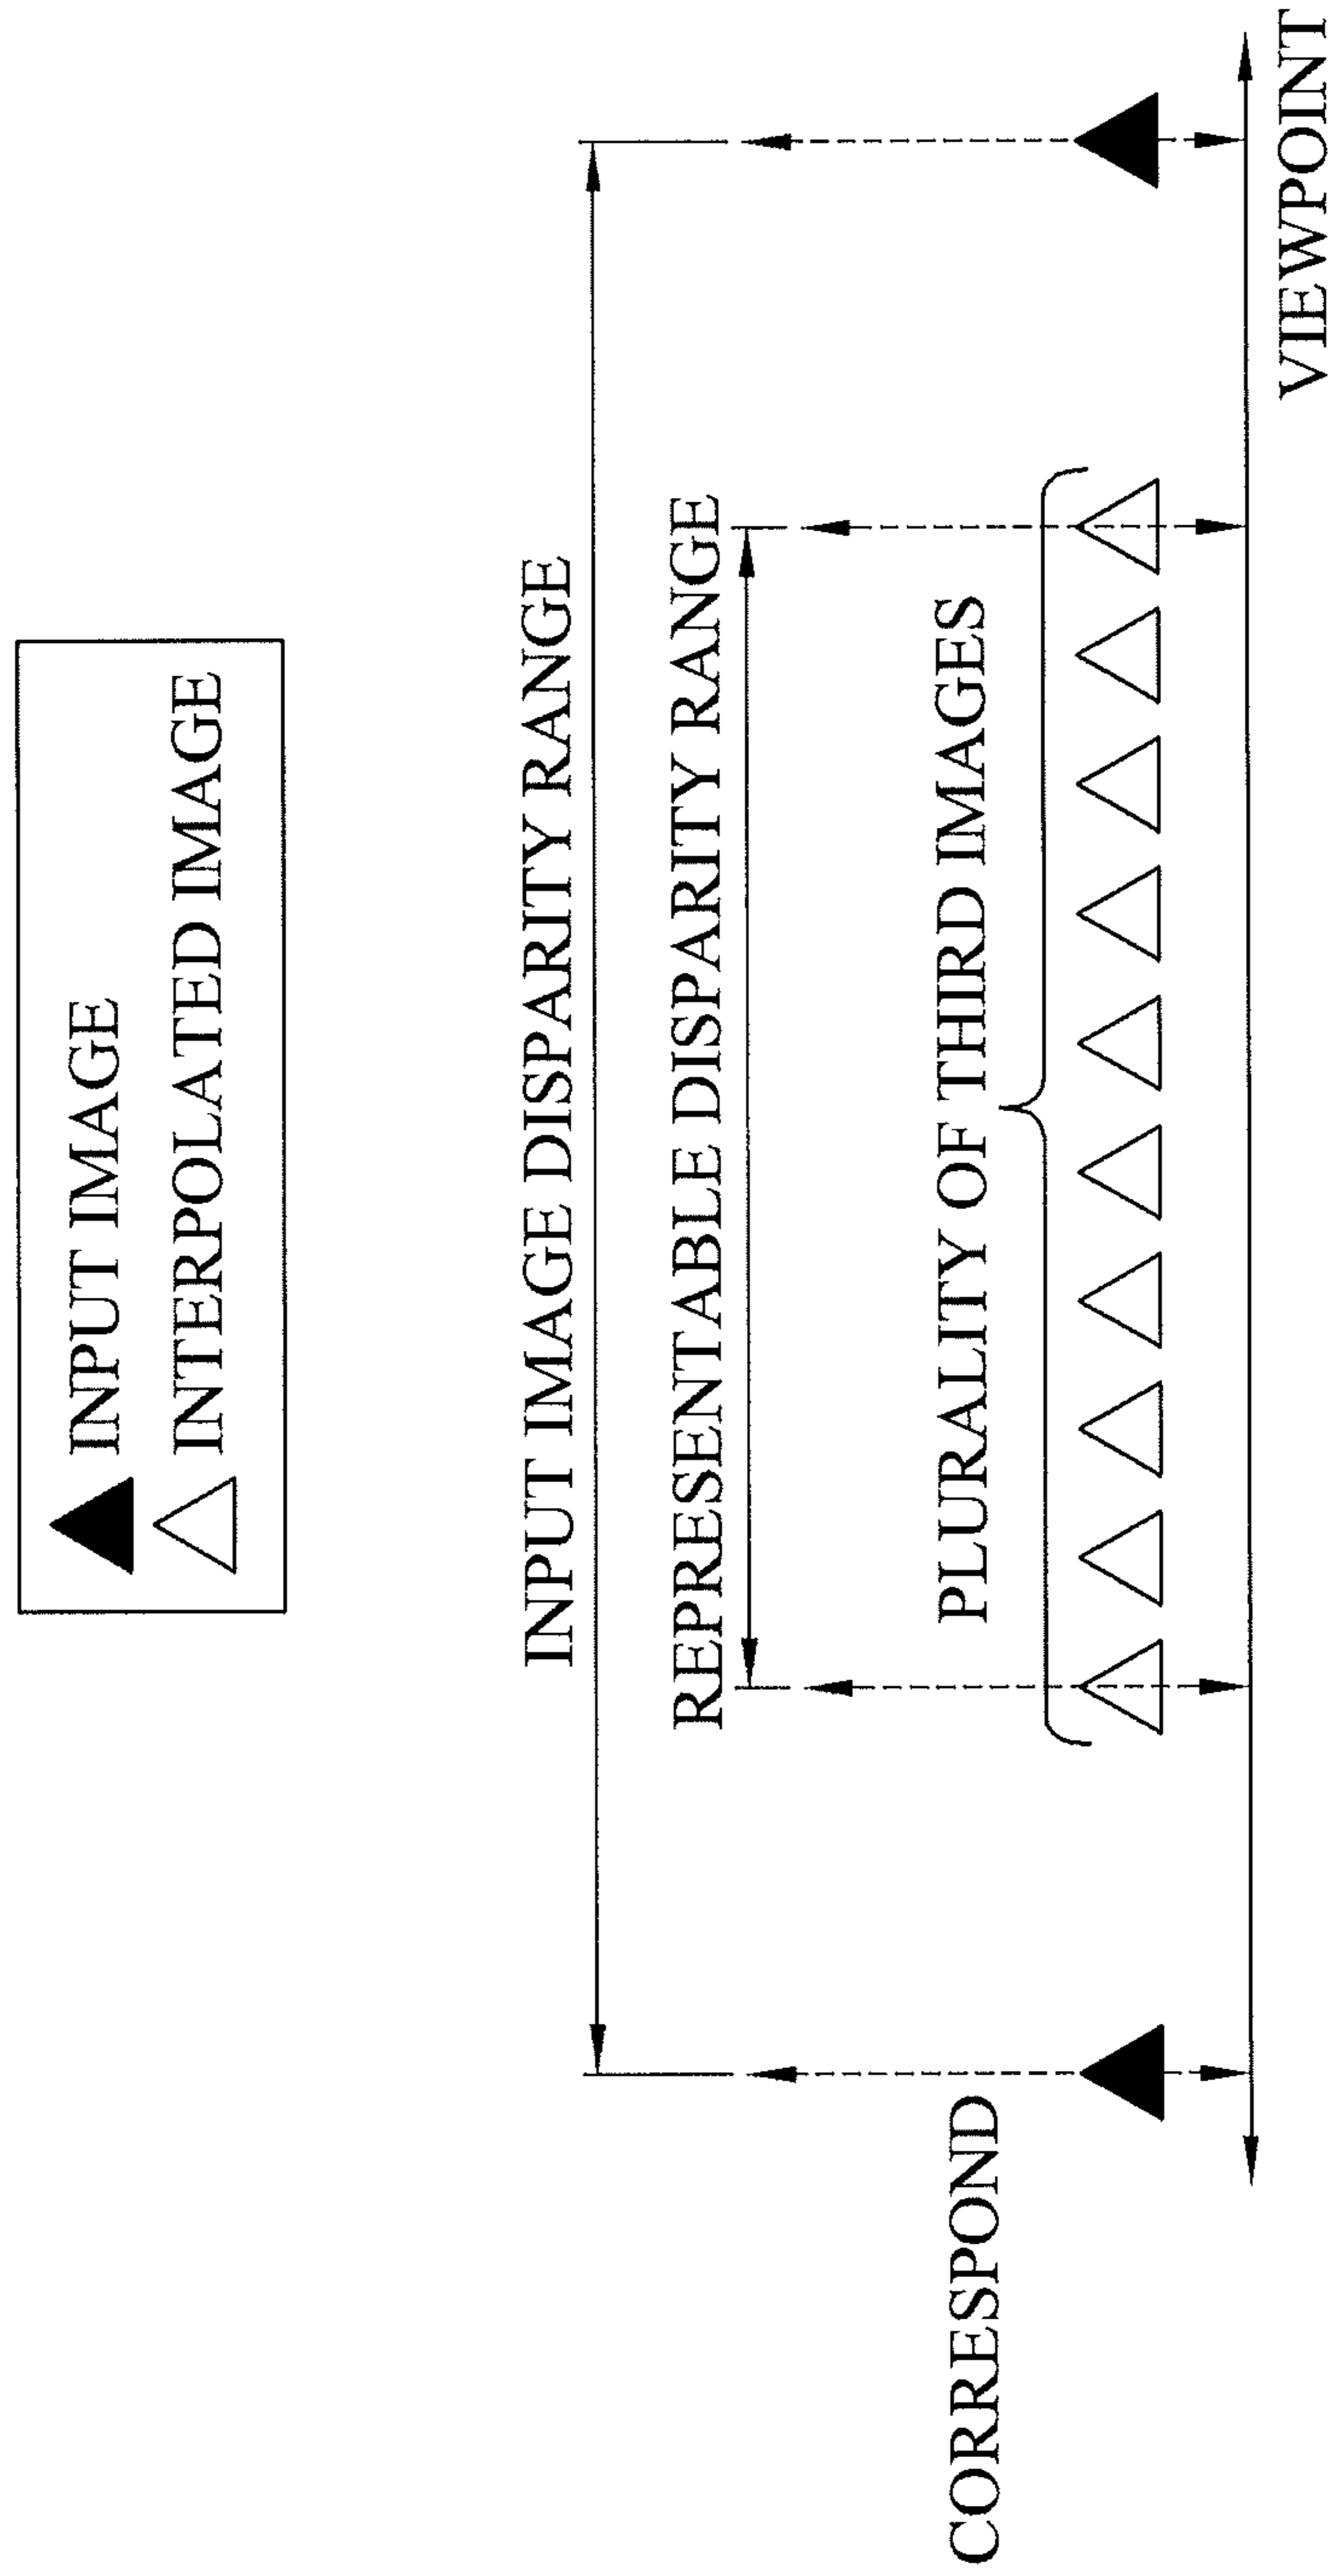 INPUT IMAGE
INTERPOLATED IMAGE
INPUT IMAGE DISPARITY RANGE
REPRESENTABLE DISPARITY RANGE
PLURALITY OF THIRD IMAGES
CORRESPOND
VIEWPOINT